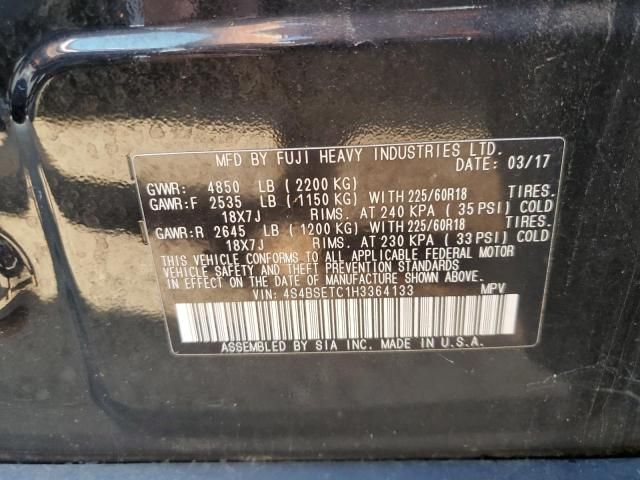 MFD BY FUJI HEAVY INDUSTRIES LTD.
DATE: 03/17
GVWR: 4850 LB (2200 KG)
GAWR:F 2535 LB (1150 KG) WITH 225/60R18 TIRES.
18X7J RIMS. AT 240 KPA (35 PSI) COLD
GAWR:R 2645 LB (1200 KG) WITH 225/60R18 TIRES.
18X7J RIMS. AT 230 KPA (33 PSI) COLD
THIS VEHICLE CONFORMS TO ALL APPLICABLE FEDERAL MOTOR
VEHICLE SAFETY AND THEFT PREVENTION STANDARDS
IN EFFECT ON THE DATE OF MANUFACTURE SHOWN ABOVE.
VIN: 4S4BSETC1H3364133 MPV
ASSEMBLED BY SIA INC. MADE IN U.S.A.